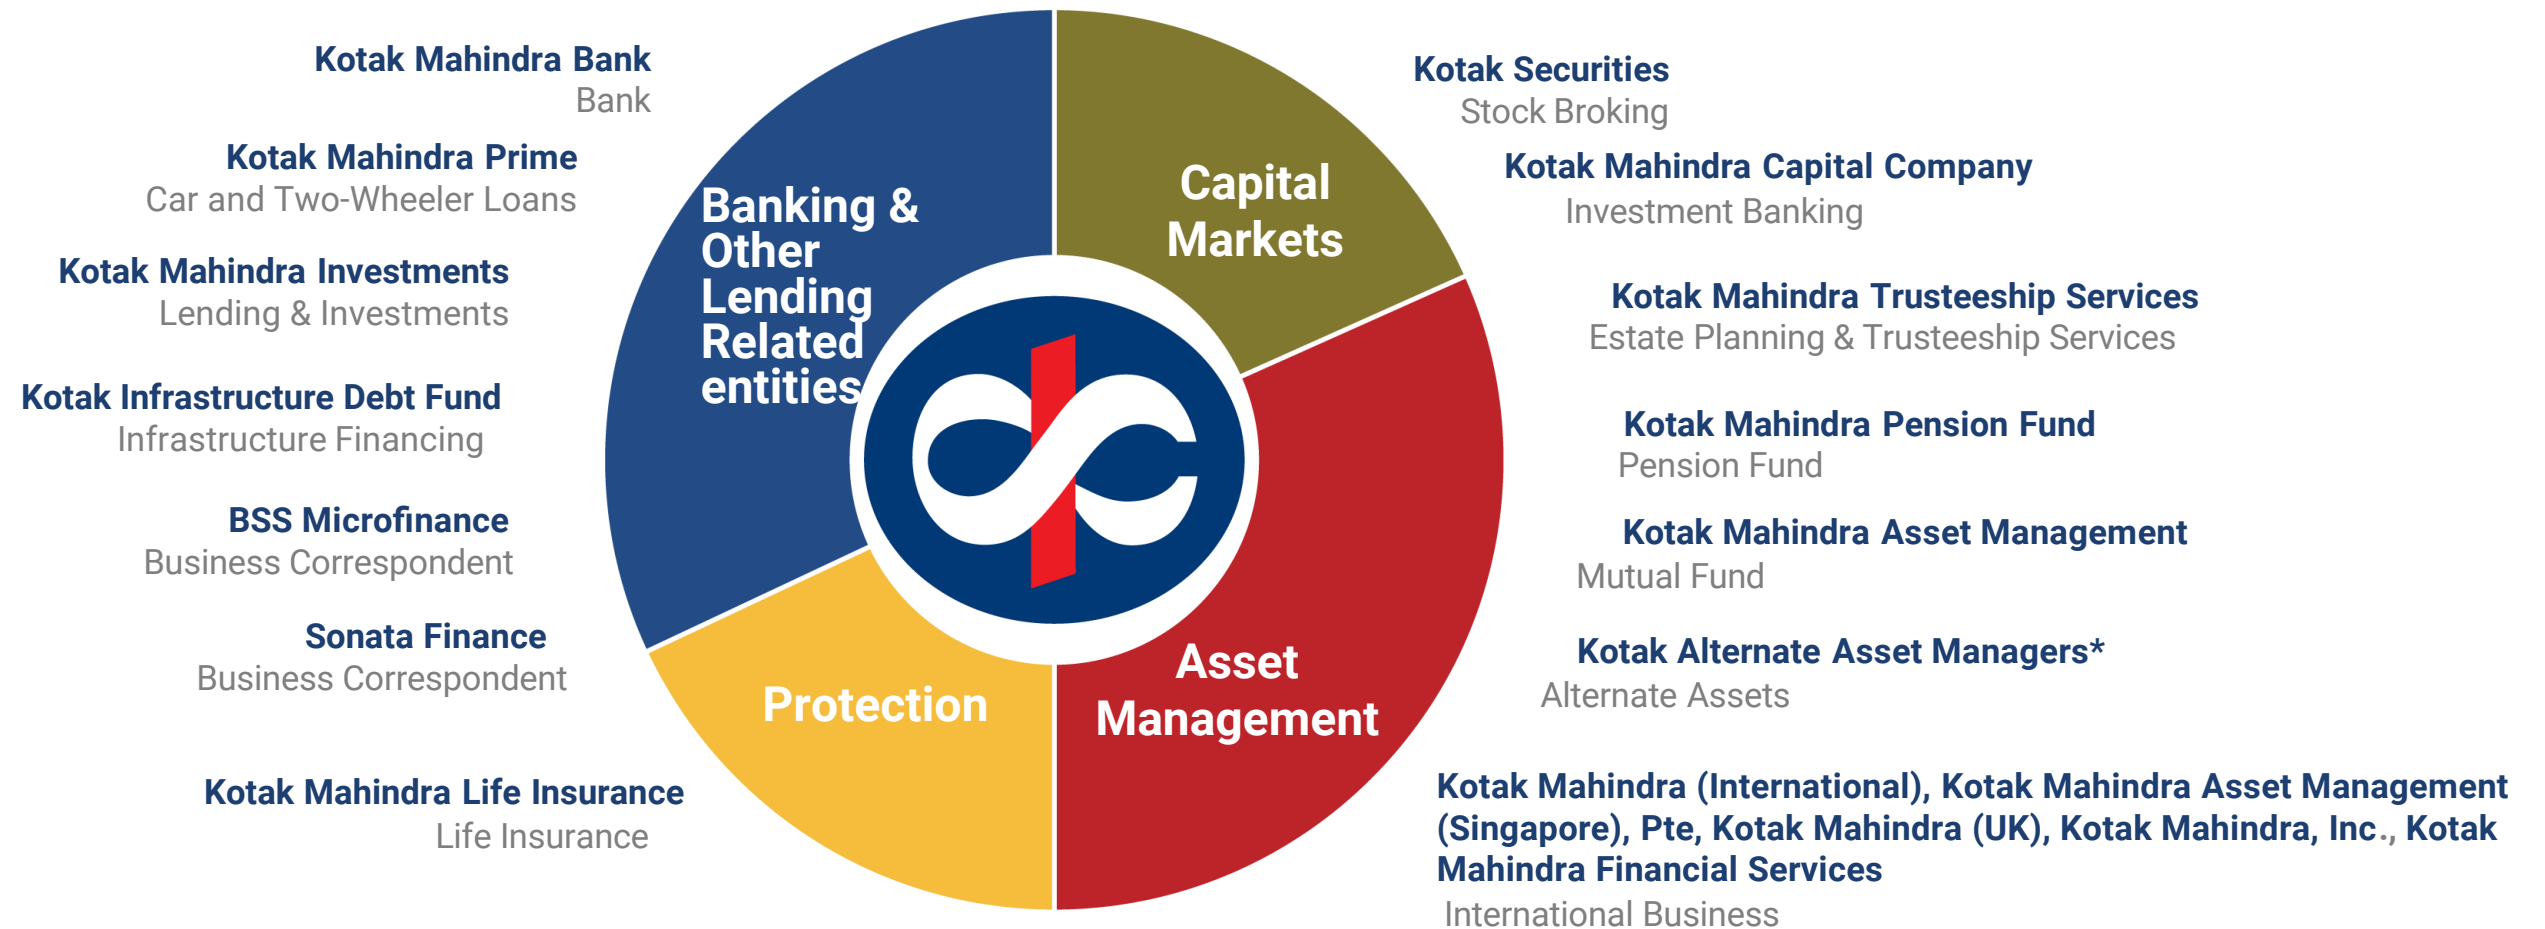 Kotak Mahindra Bank
Bank
Kotak Mahindra Prime
Car and Two-Wheeler Loans
Kotak Mahindra Investments
Lending & Investments
Kotak Infrastructure Debt Fund
Infrastructure Financing
BSS Microfinance
Business Correspondent
Sonata Finance
Business Correspondent
Kotak Mahindra Life Insurance
Life Insurance
Banking &
Other
Lending
Related
entities
Capital
Markets
Protection
Asset
Management
Kotak Securities
Stock Broking
Kotak Mahindra Capital Company
Investment Banking
Kotak Mahindra Trusteeship Services
Estate Planning & Trusteeship Services
Kotak Mahindra Pension Fund
Pension Fund
Kotak Mahindra Asset Management
Mutual Fund
Kotak Alternate Asset Managers*
Alternate Assets
Kotak Mahindra (International), Kotak Mahindra Asset Management
(Singapore), Pte, Kotak Mahindra (UK), Kotak Mahindra, Inc., Kotak
Mahindra Financial Services
International Business